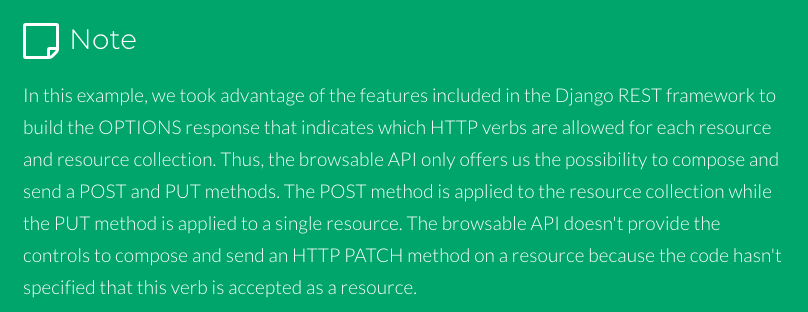 Note
In this example, we took advantage of the features included in the Django REST framework to
build the OPTIONS response that indicates which HTTP verbs are allowed for each resource
and resource collection. Thus, the browsable API only offers us the possibility to compose and
send a POST and PUT methods. The POST method is applied to the resource collection while
the PUT method is applied to a single resource. The browsable API doesn't provide the
controls to compose and send an HTTP PATCH method on a resource because the code hasn't
specified that this verb is accepted as a resource.